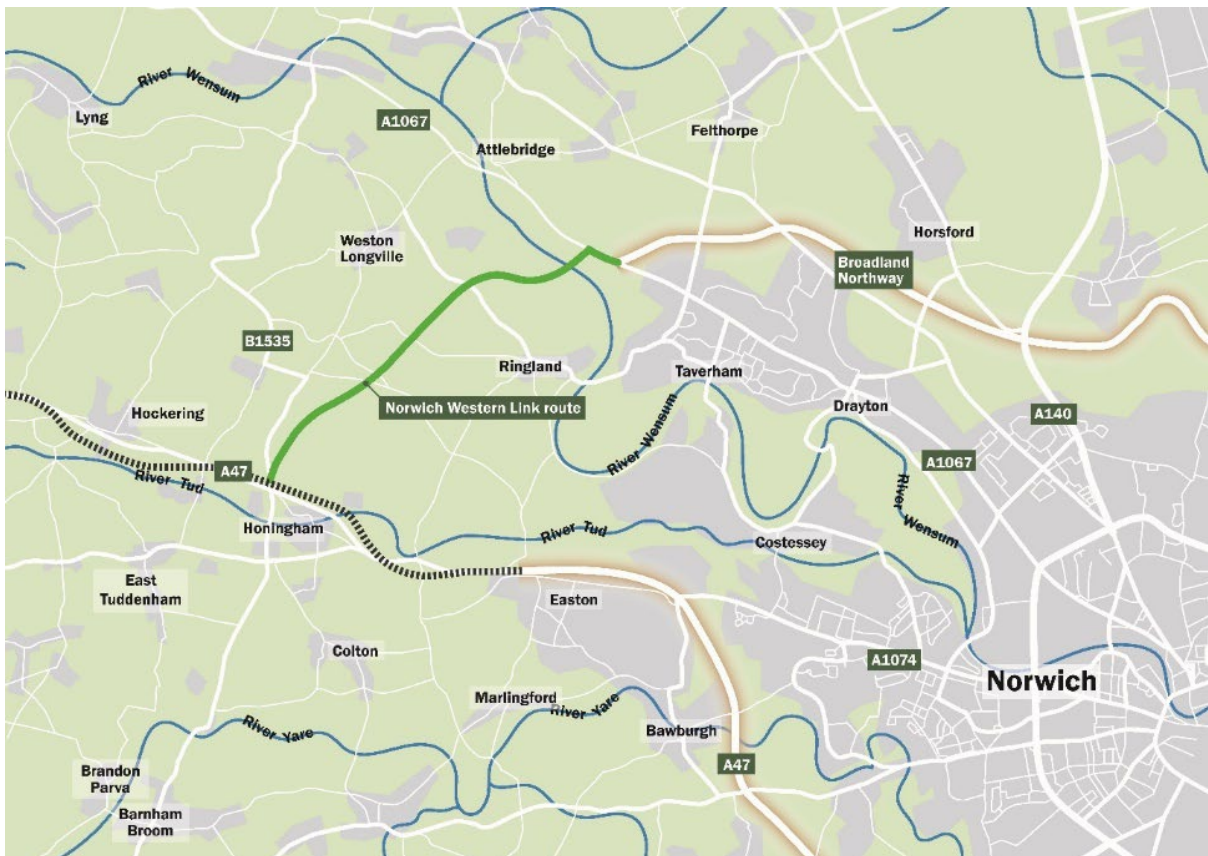 River Wensum
Lyng
A1067
Felthorpe
Attlebridge
Weston
Longville
Horsford
Broadland
Northway
B1535
Ringland
Taverham
Norwich Western Link route
Hockering
Drayton
A140
River Wensum
A1067
A47
River Tud
River Wensum
Honingham
River Tud
Costessey
East
Tuddenham
Easton
Colton
A1074
Norwich
Marlingford
River Yare
River Yare
Bawburgh
Brandon
Parva
A47
Barnham
Broom